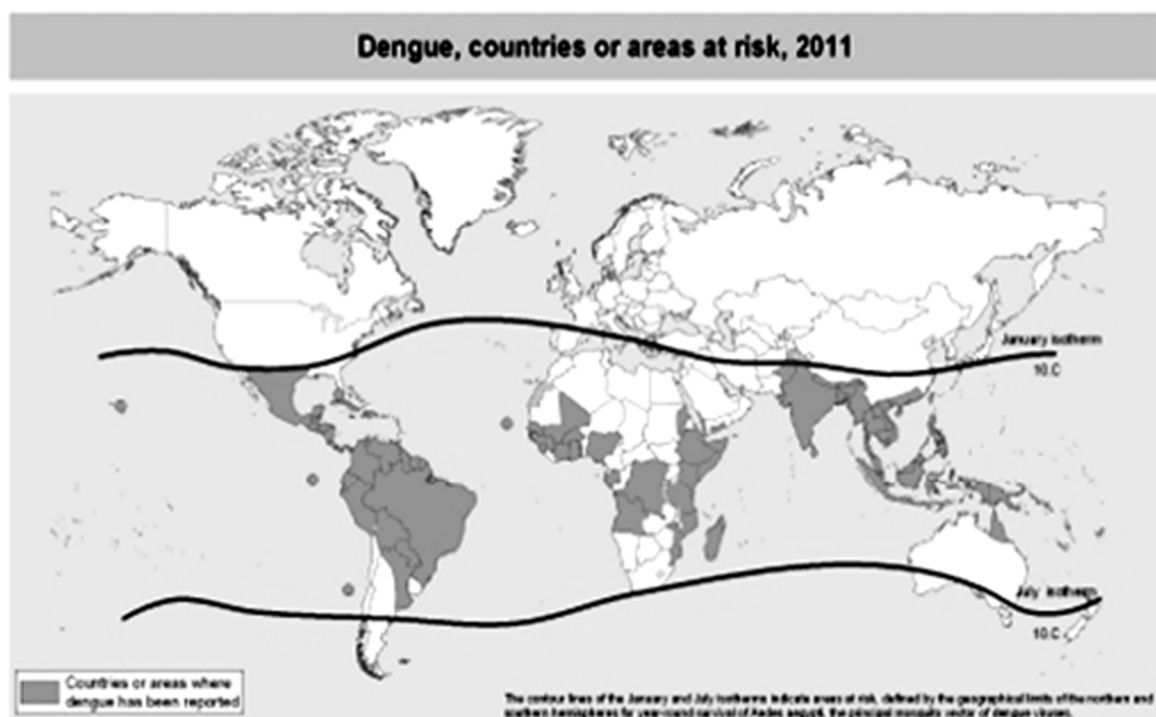 Dengue, countries or areas at risk, 2011
January isotherm
10.C
July isotherm
10.C
Countries or areas where
dengue has been reported
The contour lines of the January and July isotherms indicate areas at risk, defined by the geographical limits of the northern and
southern hemispheres for year-round survival of Aedes aegypti, the principal mosquito vector of dengue viruses.